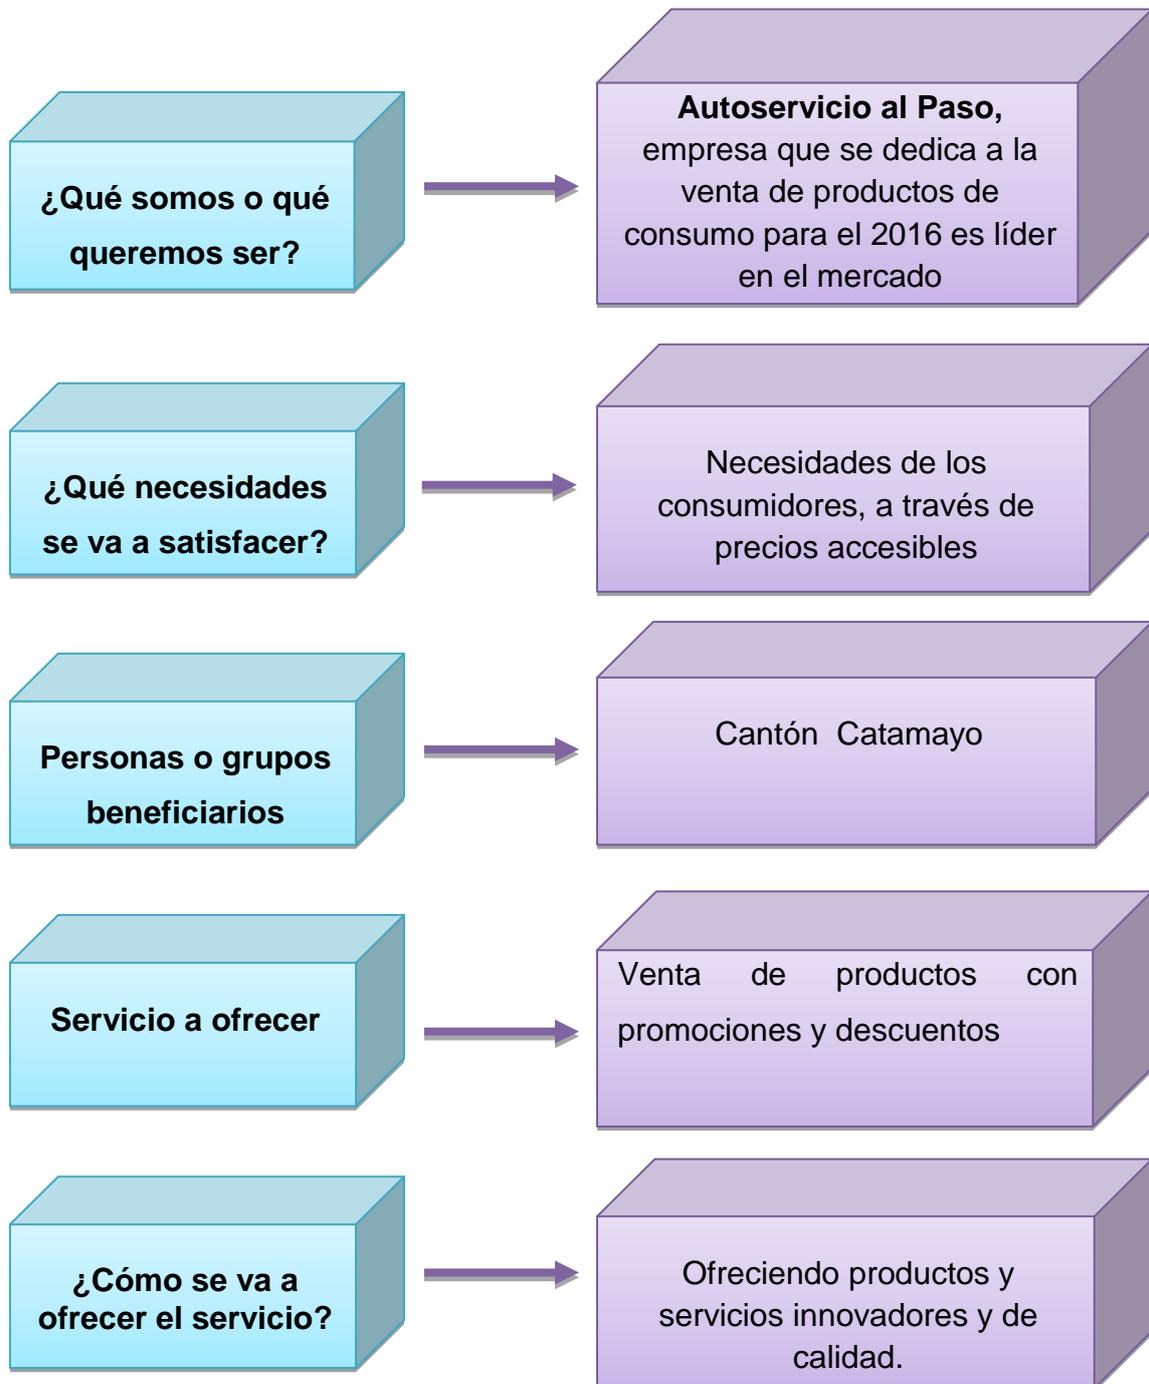 ¿Qué somos o qué
queremos ser?
Autoservicio al Paso,
empresa que se dedica a la
venta de productos de
consumo para el 2016 es líder
en el mercado
¿Qué necesidades
se va a satisfacer?
Necesidades de los
consumidores, a través de
precios accesibles
Personas o grupos
beneficiarios
Cantón Catamayo
Servicio a ofrecer
Venta de productos con
promociones y descuentos
¿Cómo se va a
ofrecer el servicio?
Ofreciendo productos y
servicios innovadores y de
calidad.